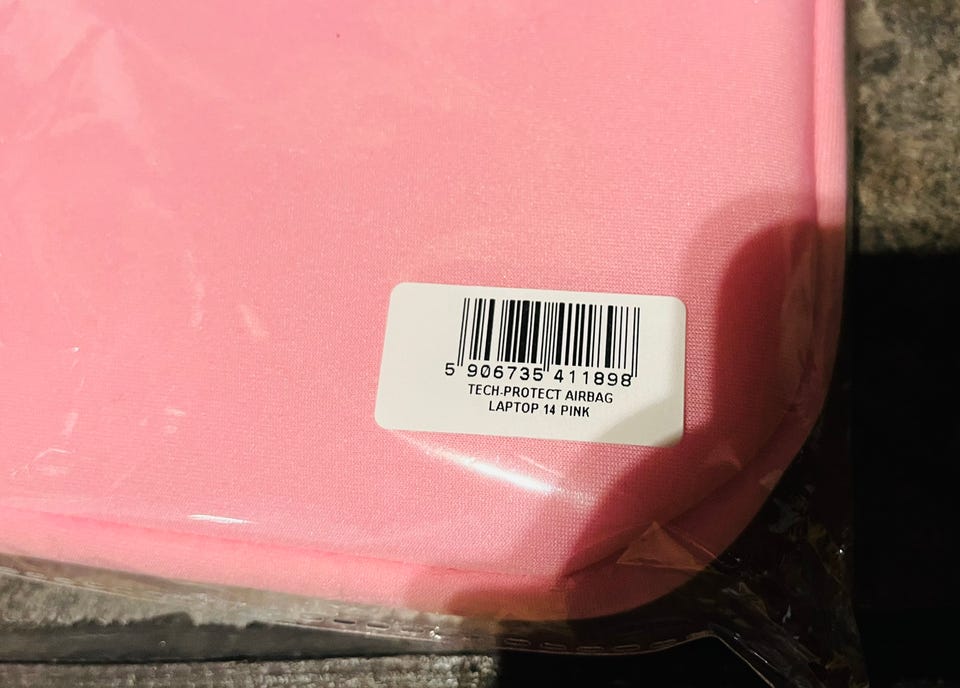 5 906735 411898
TECH-PROTECT AIRBAG
LAPTOP 14 PINK